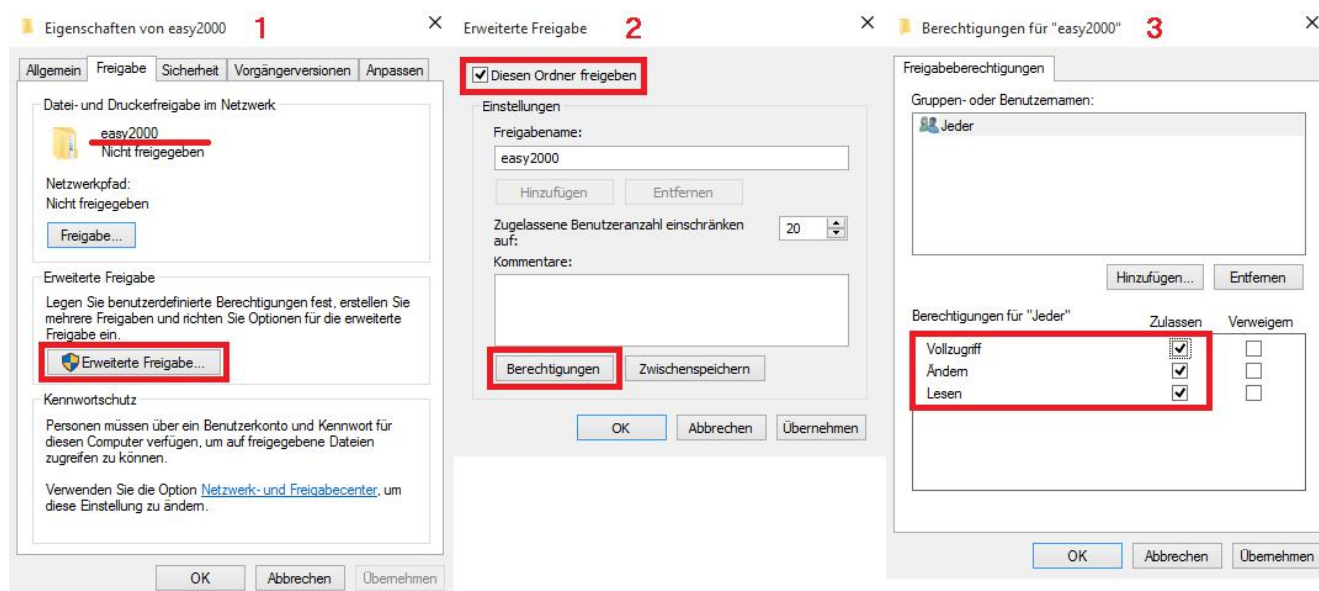 Eigenschaften von easy2000
1
Allgemein Freigabe Sicherheit Vorgängerversionen Anpassen
Datei- und Druckerfreigabe im Netzwerk
easy2000
Nicht freigegeben
Netzwerkpfad:
Nicht freigegeben
Freigabe...
Erweiterte Freigabe
Legen Sie benutzerdefinierte Berechtigungen fest, erstellen Sie
mehrere Freigaben und richten Sie Optionen für die erweiterte
Freigabe ein.
Erweiterte Freigabe...
Kennwortschutz
Personen müssen über ein Benutzerkonto und Kennwort für
diesen Computer verfügen, um auf freigegebene Dateien
zugreifen zu können.
Verwenden Sie die Option Netzwerk- und Freigabecenter, um
diese Einstellung zu ändern.
OK Abbrechen Übernehmen
Erweiterte Freigabe
2
Diesen Ordner freigeben
Einstellungen
Freigabename:
easy2000
Hinzufügen Entfernen
Zugelassene Benutzeranzahl einschränken
auf:
20
Kommentare:
Berechtigungen Zwischenspeichern
OK Abbrechen Übernehmen
Berechtigungen für "easy2000"
3
Freigabeberechtigungen
Gruppen- oder Benutzernamen:
Jeder
Hinzufügen... Entfernen
Berechtigungen für "Jeder" Zulassen Verweigern
Vollzugriff
Ändern
Lesen
OK Abbrechen Übernehmen